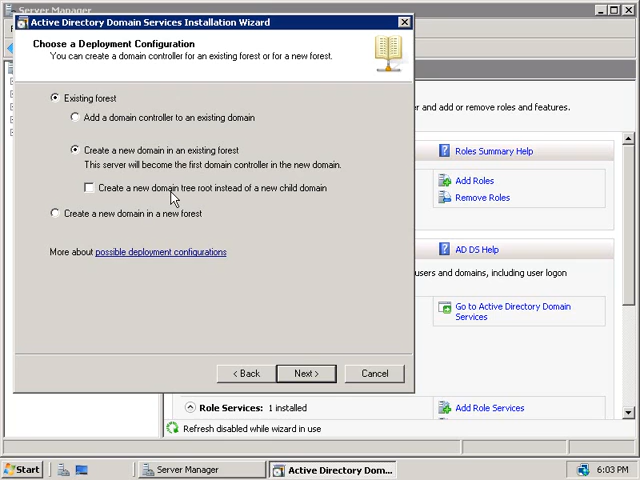 Server Manager
Active Directory Domain Services Installation Wizard
Choose a Deployment Configuration
You can create a domain controller for an existing forest or for a new forest.
Existing forest
Add a domain controller to an existing domain
Create a new domain in an existing forest
This server will become the first domain controller in the new domain.
Create a new domain tree root instead of a new child domain
Create a new domain in a new forest
More about possible deployment configurations
< Back
Next >
Cancel
er and add or remove roles and features.
Roles Summary Help
Add Roles
Remove Roles
AD DS Help
users and domains, including user logon
Go to Active Directory Domain
Services
Role Services: 1 installed
Add Role Services
Refresh disabled while wizard in use
Start
Server Manager
Active Directory Dom...
6:03 PM